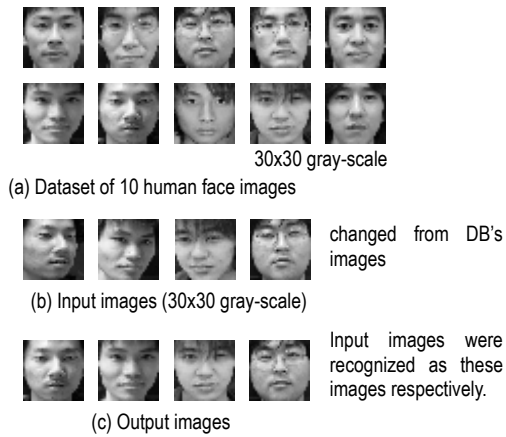 30x30 gray-scale
(a) Dataset of 10 human face images
changed from DB's
images
(b) Input images (30x30 gray-scale)
Input images were
recognized as these
images respectively.
(c) Output images